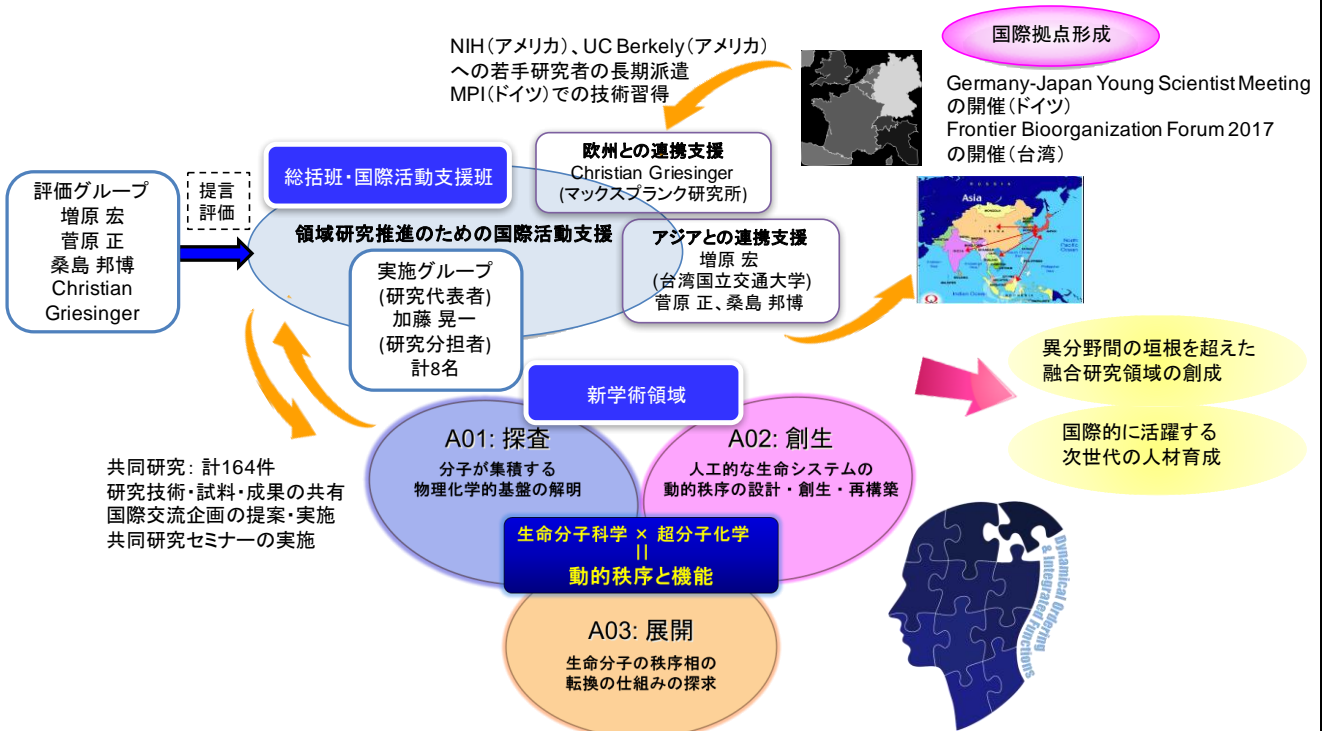 国際拠点形成
NIH(アメリカ)、UC Berkely(アメリカ)
への若手研究者の長期派遣
MPI(ドイツ)での技術習得
Germany-Japan Young Scientist Meeting
の開催(ドイツ)
Frontier Bioorganization Forum 2017
の開催(台湾)
総括班・国際活動支援班
欧州との連携支援
Christian Griesinger
(マックスプランク研究所)
評価グループ
増原 宏
菅原 正
桑島 邦博
Christian
Griesinger
提言
評価
領域研究推進のための国際活動支援
アジアとの連携支援
増原 宏
(台湾国立交通大学)
菅原 正、桑島 邦博
実施グループ
(研究代表者)
加藤 晃一
(研究分担者)
計8名
Asia
新学術領域
異分野間の垣根を超えた
融合研究領域の創成
国際的に活躍する
次世代の人材育成
共同研究: 計164件
研究技術・試料・成果の共有
国際交流企画の提案・実施
共同研究セミナーの実施
A01: 探査
分子が集積する
物理化学的基盤の解明
A02: 創生
人工的な生命システムの
動的秩序の設計・創生・再構築
生命分子科学 × 超分子化学
=
動的秩序と機能
A03: 展開
生命分子の秩序相の
転換の仕組みの探求
Dynamical Ordering
& Integrated Functions